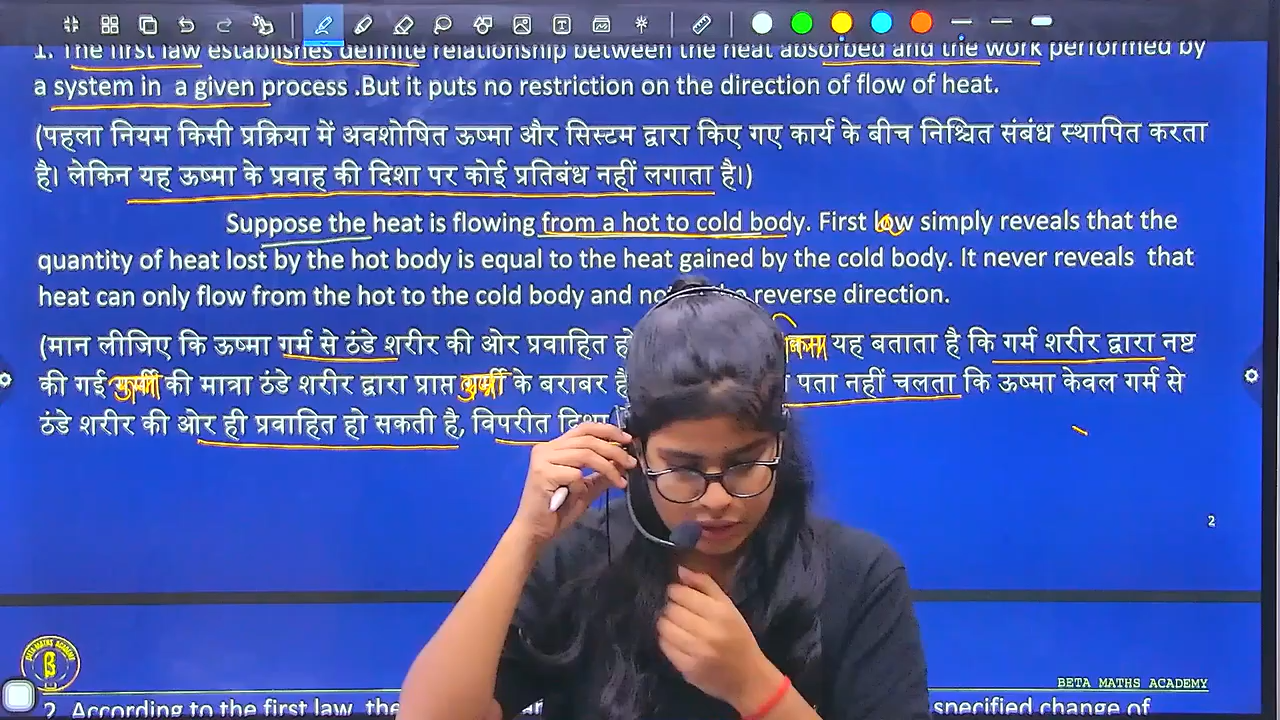 1. The first law establishes definite relationship between the heat absorbed and the work performed by
a system in a given process .But it puts no restriction on the direction of flow of heat.
(पहला नियम किसी प्रक्रिया में अवशोषित ऊष्मा और सिस्टम द्वारा किए गए कार्य के बीच निश्चित संबंध स्थापित करता
है। लेकिन यह ऊष्मा के प्रवाह की दिशा पर कोई प्रतिबंध नहीं लगाता है।)
Suppose the heat is flowing from a hot to cold body. First law simply reveals that the
quantity of heat lost by the hot body is equal to the heat gained by the cold body. It never reveals that
heat can only flow from the hot to the cold body and reverse direction.
(मान लीजिए कि ऊष्मा गर्म से ठंडे शरीर की ओर प्रवाहित यह बताता है कि गर्म शरीर द्वारा नष्ट
की गई की मात्रा ठंडे शरीर द्वारा प्राप्त के बराबर पता नहीं चलता कि ऊष्मा केवल गर्म से
ठंडे शरीर की ओर ही प्रवाहित हो सकती है, विपरीत
2
BETA MATHS ACADEMY
β
BETA MATHS ACADEMY
2. According to the first law, the specified change of